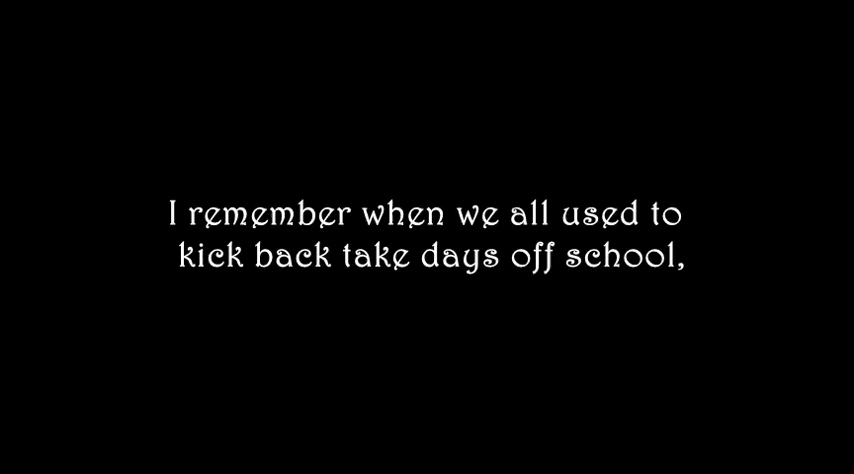 I remember when we all used to
kick back take days off school,